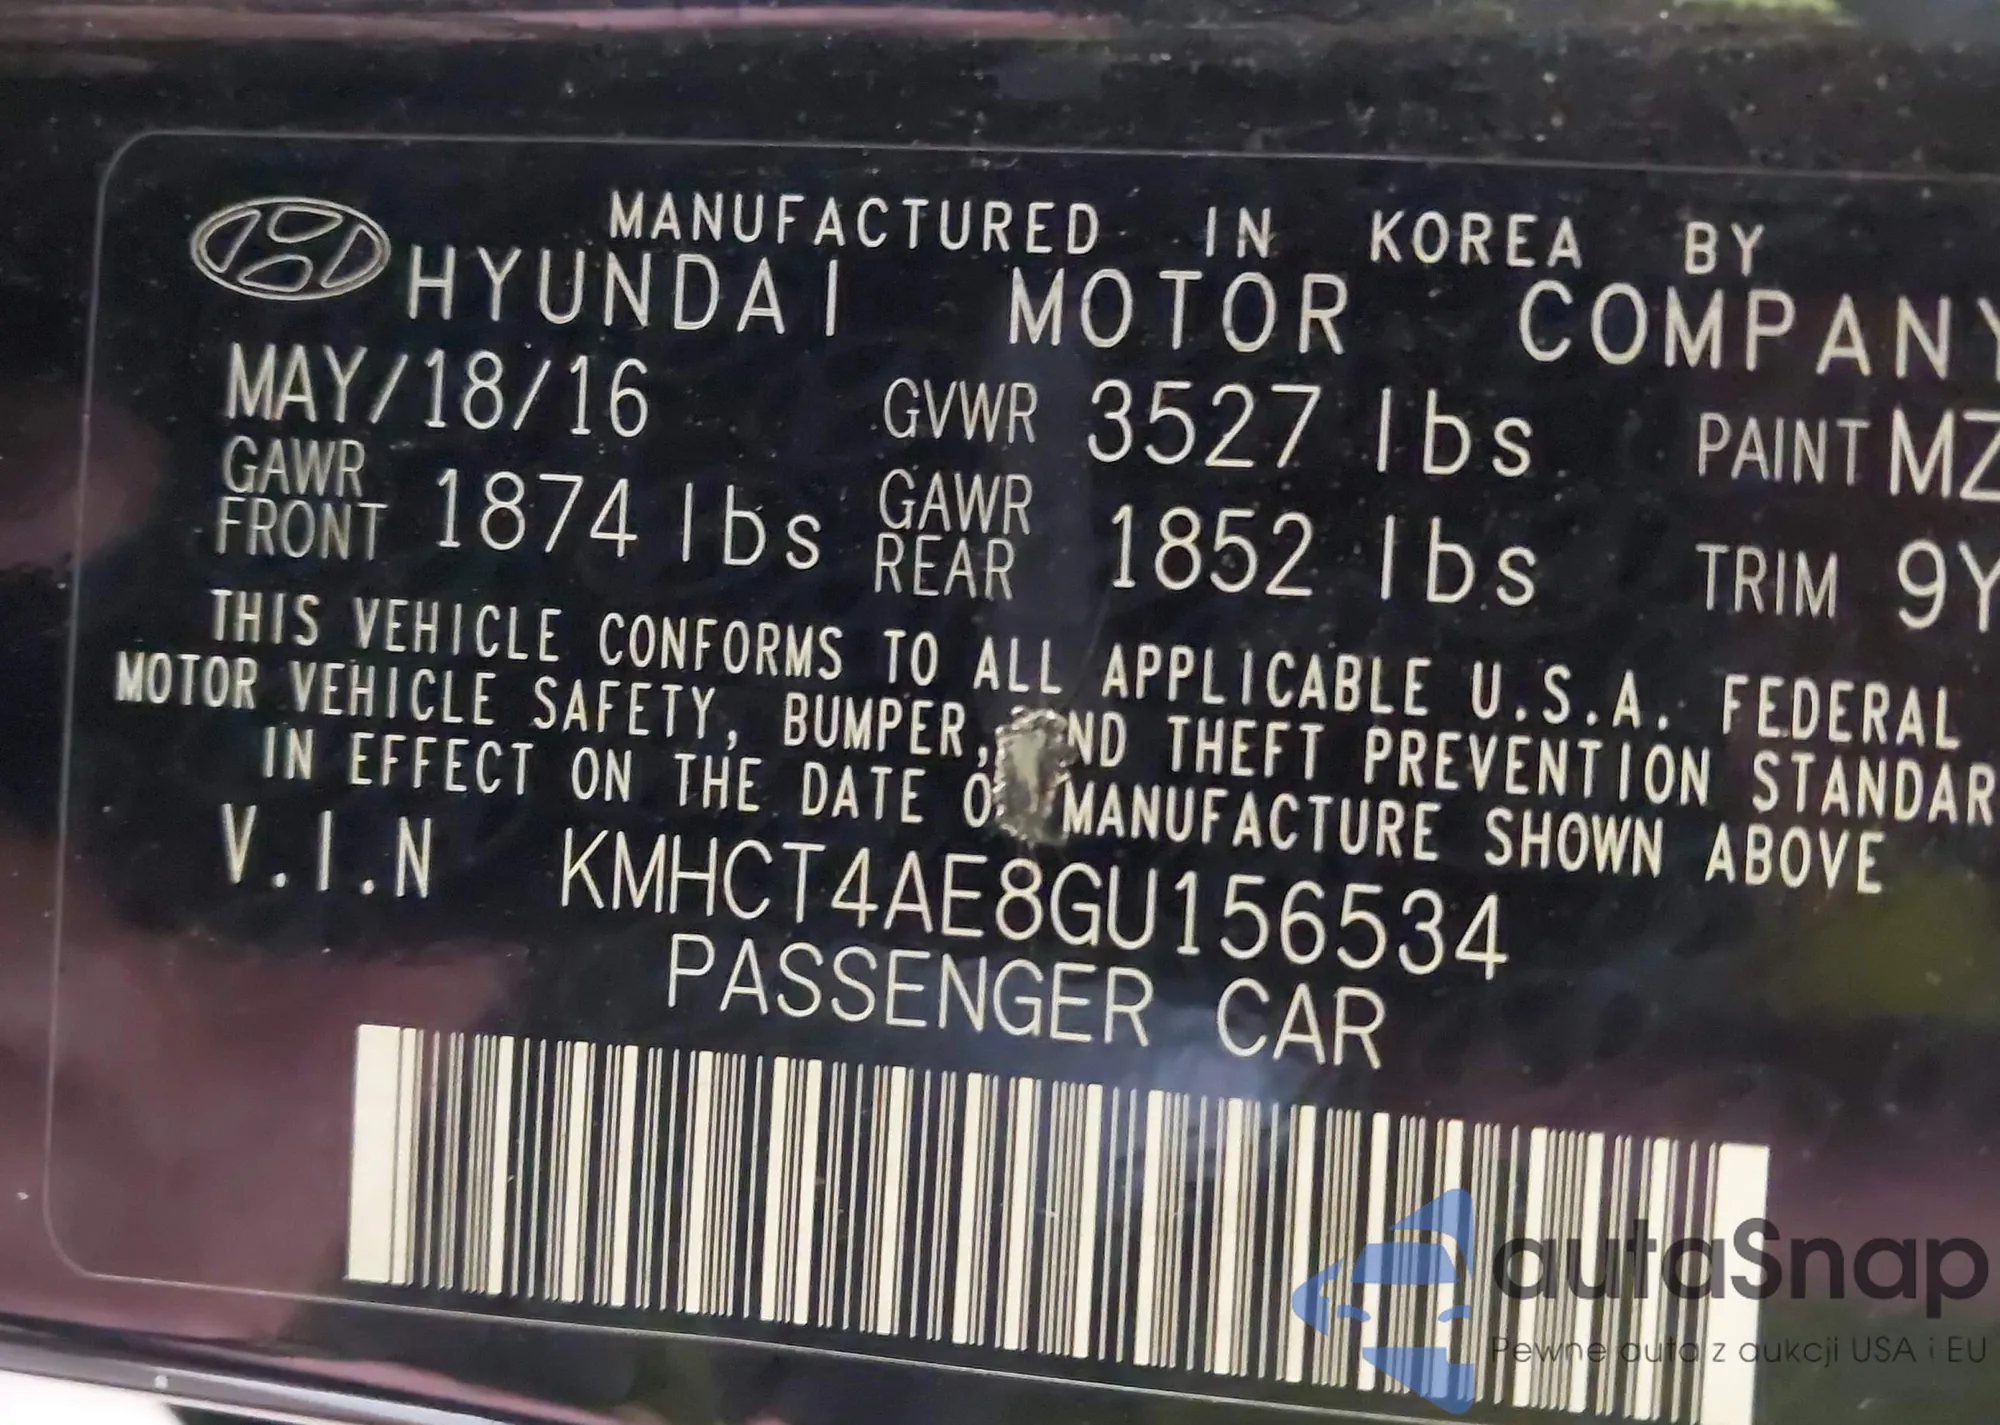 MANUFACTURED IN KOREA BY
HYUNDAI MOTOR COMPANY
MAY/18/16 GVWR 3527 lbs PAINT MZ
GAWR FRONT 1874 lbs GAWR REAR 1852 lbs TRIM 9Y
THIS VEHICLE CONFORMS TO ALL APPLICABLE U.S.A. FEDERAL
MOTOR VEHICLE SAFETY, BUMPER, ND THEFT PREVENTION STANDAR
IN EFFECT ON THE DATE O MANUFACTURE SHOWN ABOVE
V.I.N KMHCT4AE8GU156534
PASSENGER CAR
autaSnap
Pewne auta z aukcji USA i EU